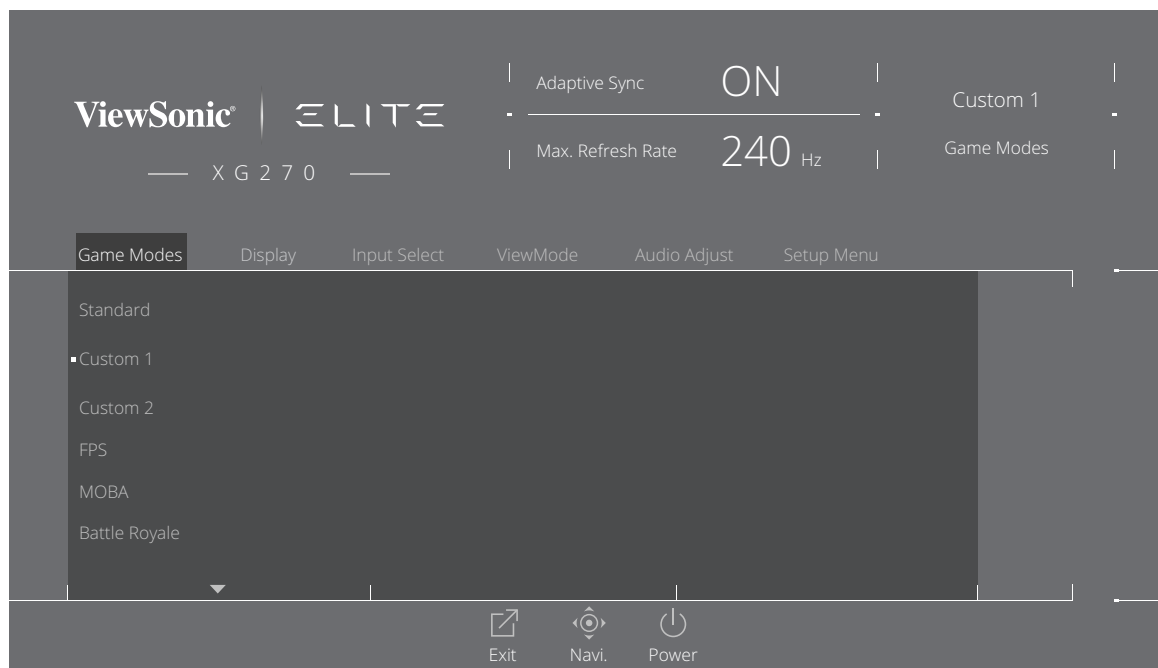 ViewSonic® ELITE
XG270
Adaptive Sync ON
Max. Refresh Rate 240 Hz
Custom 1
Game Modes
Game Modes Display Input Select ViewMode Audio Adjust Setup Menu
Standard
Custom 1
Custom 2
FPS
MOBA
Battle Royale
Exit Navi. Power